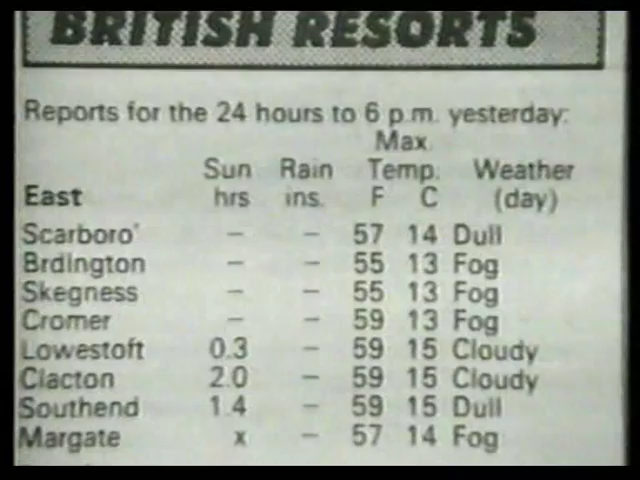 BRITISH RESORTS
Reports for the 24 hours to 6 p.m. yesterday:
Max.
Sun Rain Temp. Weather
East hrs ins. F C (day)
Scarboro' – – 57 14 Dull
Brdington – – 55 13 Fog
Skegness – – 55 13 Fog
Cromer – – 59 13 Fog
Lowestoft 0.3 – 59 15 Cloudy
Clacton 2.0 – 59 15 Cloudy
Southend 1.4 – 59 15 Dull
Margate x – 57 14 Fog